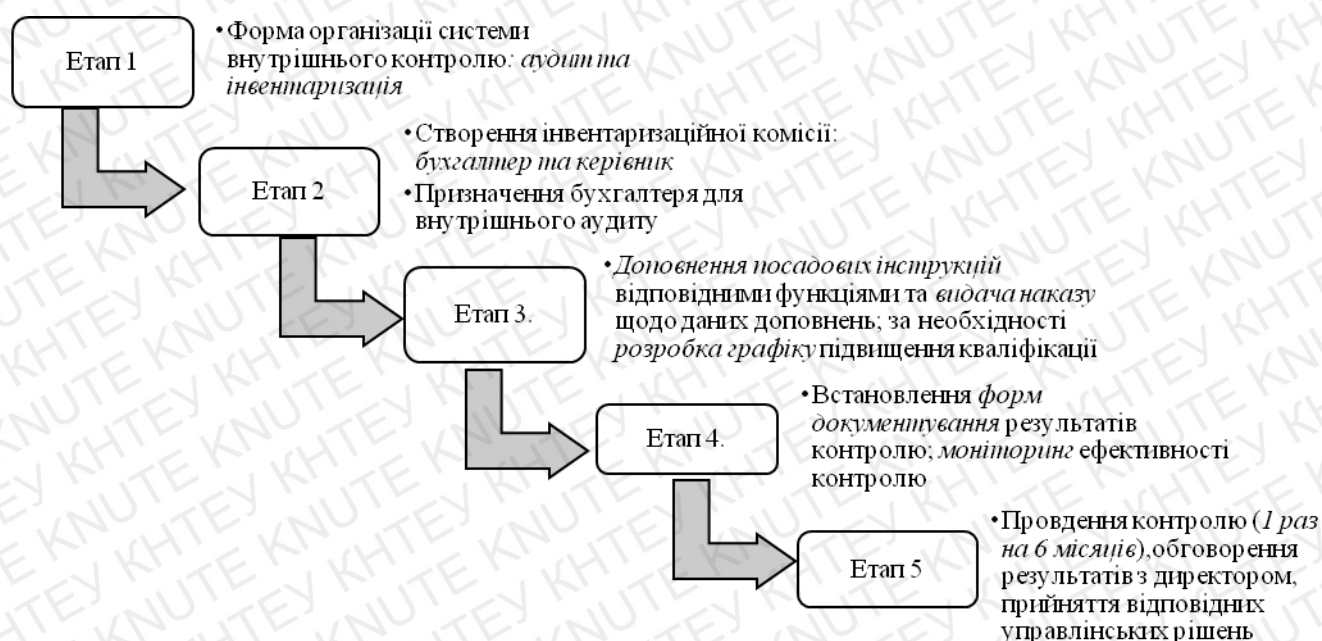 Етап 1
•Форма організації системи
внутрішнього контролю: аудит та
інвентаризація
Етап 2
•Створення інвентаризаційної комісії:
бухгалтер та керівник
•Призначення бухгалтеря для
внутрішнього аудиту
Етап 3.
•Доповнення посадових інструкцій
відповідними функціями та видача наказу
щодо даних доповнень; за необхідності
розробка графіку підвищення кваліфікації
Етап 4.
•Встановлення форм
документування результатів
контролю; моніторинг ефективності
контролю
Етап 5
•Провдення контролю (1 раз
на 6 місяців),обговорення
результатів з директором,
прийняття відповідних
управлінських рішень